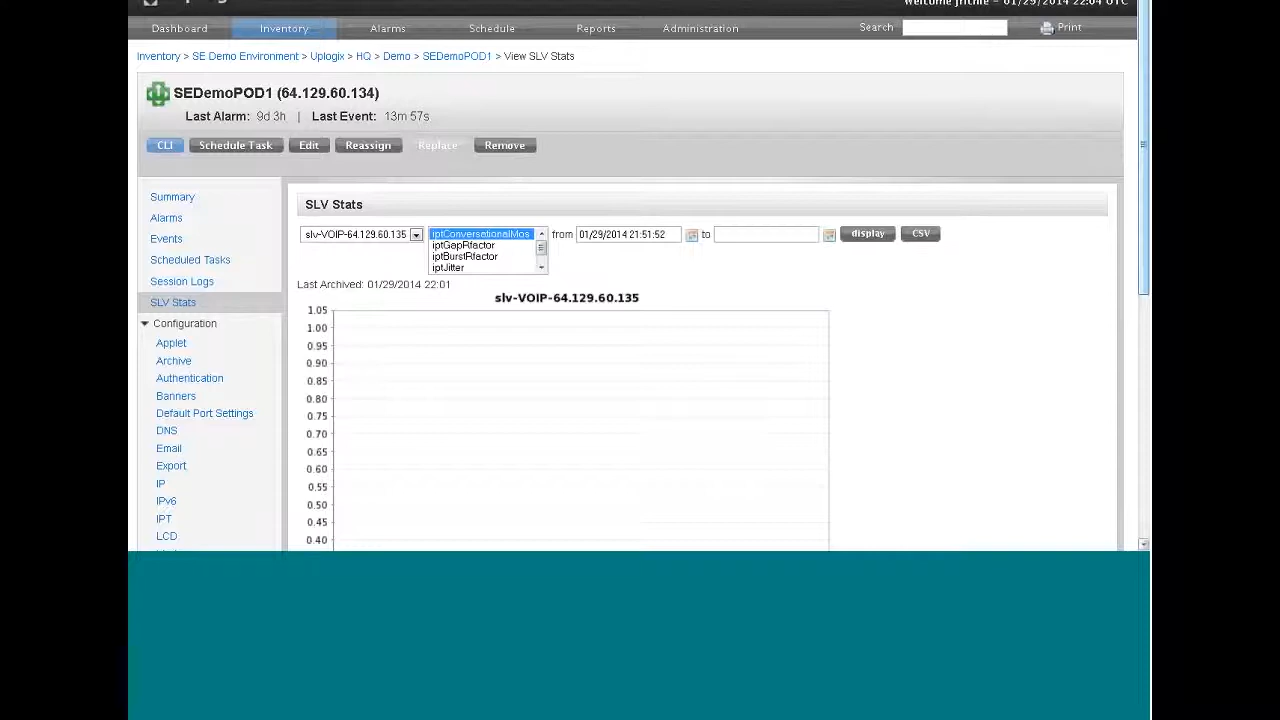 Welcome jritchie - 01/29/2014 22:04 UTC
Dashboard Inventory Alarms Schedule Reports Administration Search Print
Inventory > SE Demo Environment > Uplogix > HQ > Demo > SEDemoPOD1 > View SLV Stats
SEDemoPOD1 (64.129.60.134)
Last Alarm: 9d 3h | Last Event: 13m 57s
CLI Schedule Task Edit Reassign Replace Remove
Summary
Alarms
Events
Scheduled Tasks
Session Logs
SLV Stats
Configuration
Applet
Archive
Authentication
Banners
Default Port Settings
DNS
Email
Export
IP
IPv6
IPT
LCD
SLV Stats
slv-VOIP-64.129.60.135 iptConversationalMos from 01/29/2014 21:51:52 to display CSV
iptGapRfactor
iptBurstRfactor
iptJitter
Last Archived: 01/29/2014 22:01
slv-VOIP-64.129.60.135
1.05
1.00
0.95
0.90
0.85
0.80
0.75
0.70
0.65
0.60
0.55
0.50
0.45
0.40